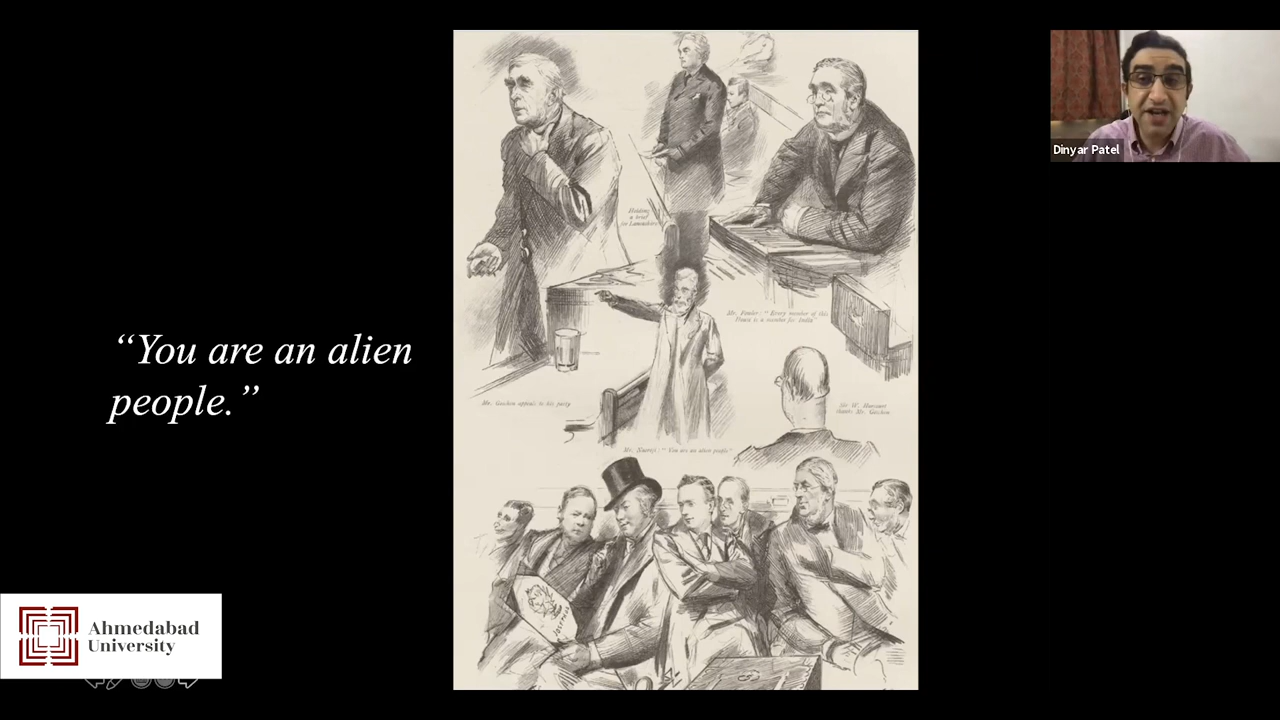 “You are an alien
people.”
Holding
a brief
for Lancashire
Mr. Fowler: “Every member of this
House is a member for India”
Mr. Goschen appeals to his party
Sir W. Harcourt
thanks Mr. Goschen
Mr. : “You are an alien people”
Dinyar Patel
Ahmedabad
University